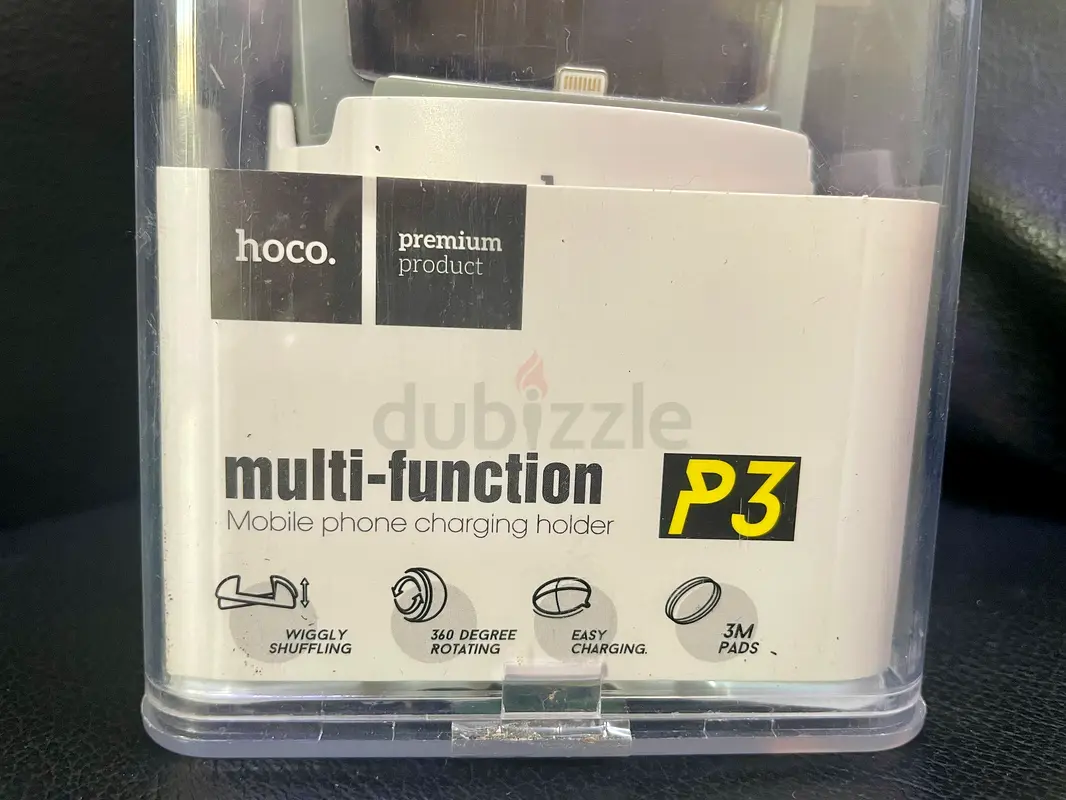 hoco.
premium
product
dubizzle
multi-function
Mobile phone charging holder
P3
WIGGLY
SHUFFLING
360 DEGREE
ROTATING
EASY
CHARGING.
3M
PADS